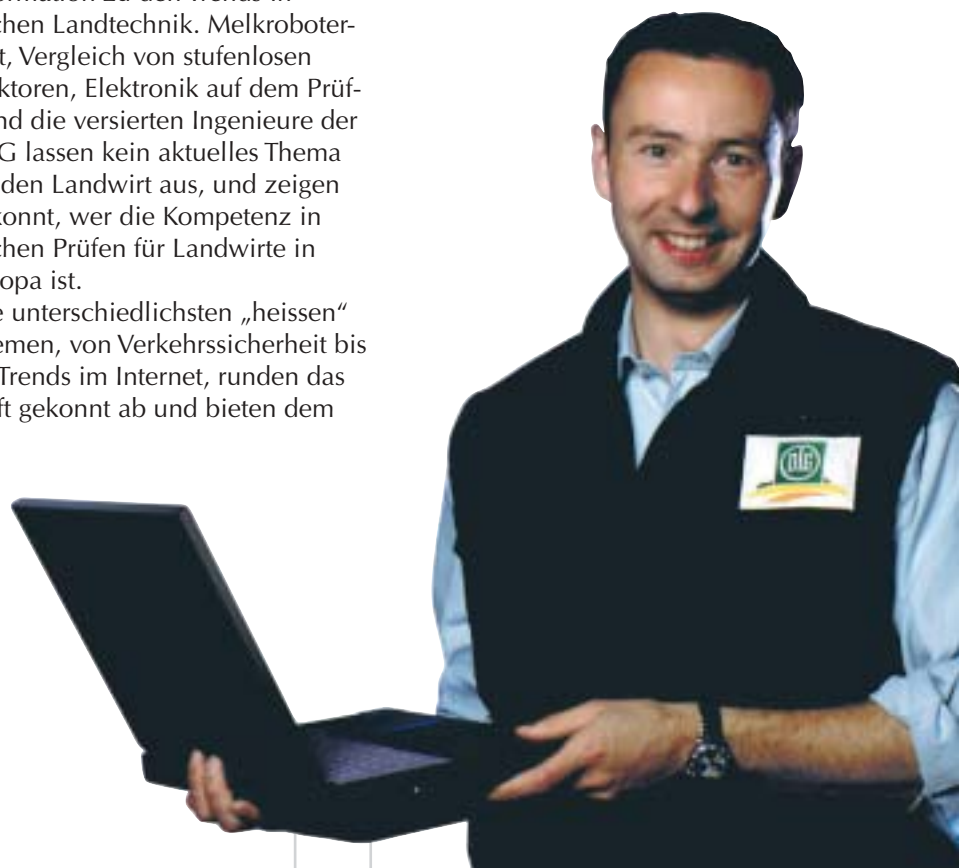 chen Landtechnik. Melkroboter-
t, Vergleich von stufenlosen
ktoren, Elektronik auf dem Prüf-
nd die versierten Ingenieure der
G lassen kein aktuelles Thema
den Landwirt aus, und zeigen
konnt, wer die Kompetenz in
chen Prüfen für Landwirte in
opa ist.
e unterschiedlichsten „heissen“
emen, von Verkehrssicherheit bis
Trends im Internet, runden das
ft gekonnt ab und bieten dem
DLG